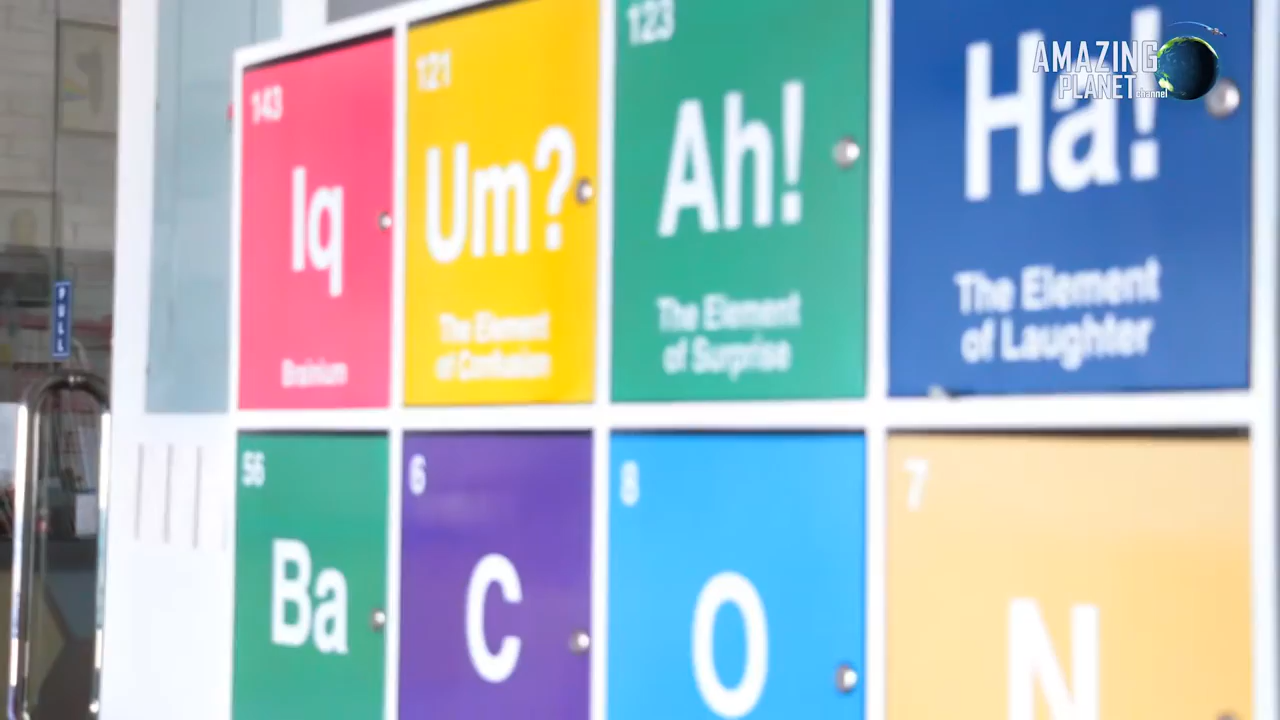 AMAZING
PLANET channel
143
Iq
Brainium
121
Um?
The Element
of Confusion
123
Ah!
The Element
of Surprise
Ha!
The Element
of Laughter
PULL
56
Ba
6
C
8
O
7
N